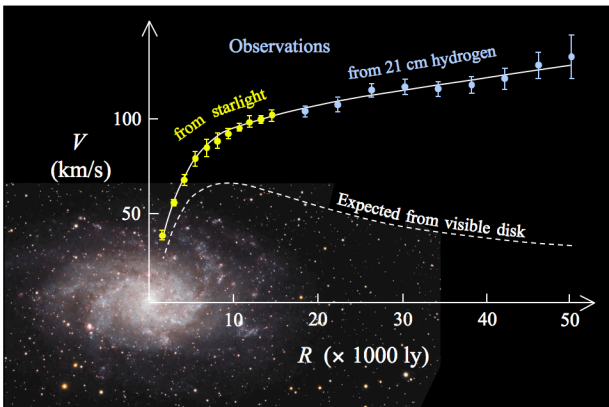 Observations
from 21 cm hydrogen
from starlight
100
V
(km/s)
50
Expected from visible disk
10
20
30
40
50
R (× 1000 ly)